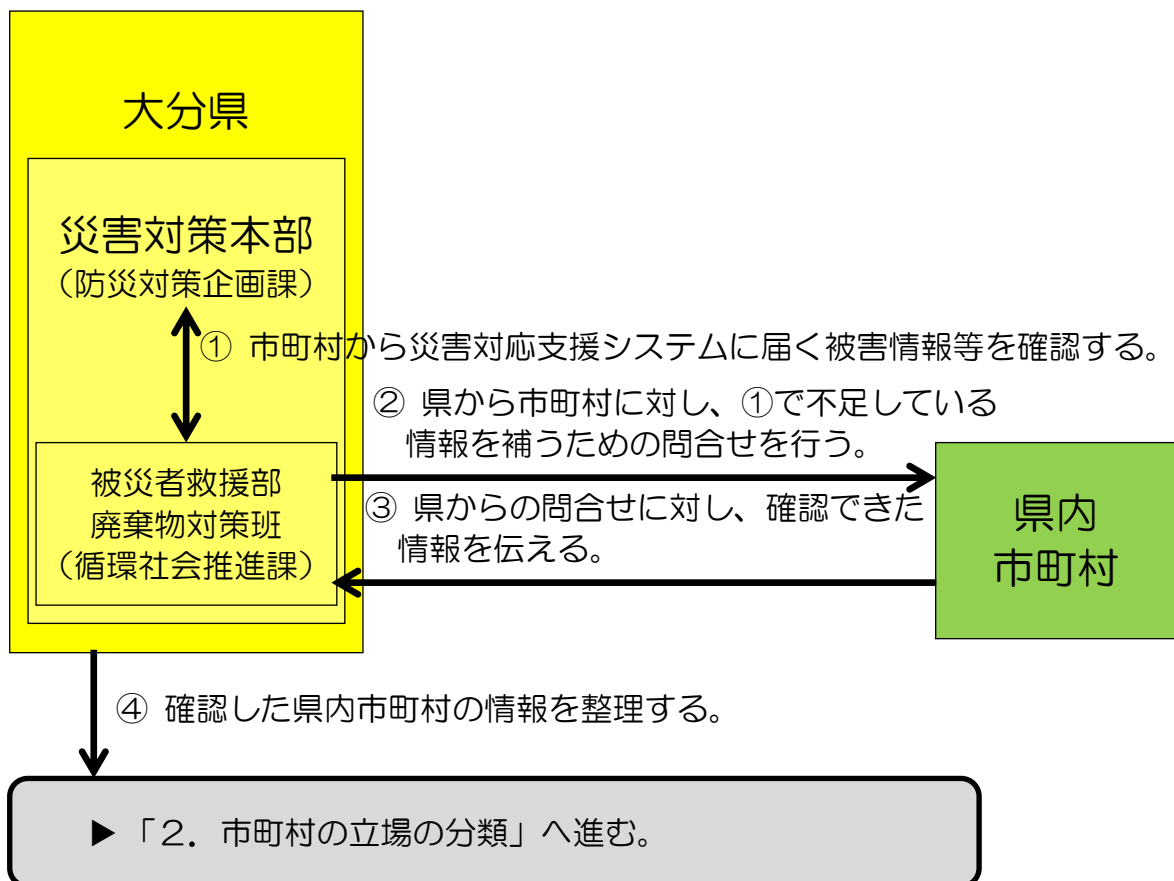 大分県
災害対策本部
（防災対策企画課）
① 市町村から災害対応支援システムに届く被害情報等を確認する。
② 県から市町村に対し、①で不足している
情報を補うための問合せを行う。
被災者救援部
廃棄物対策班
（循環社会推進課）
③ 県からの問合せに対し、確認できた
情報を伝える。
県内
市町村
④ 確認した県内市町村の情報を整理する。
▶「２．市町村の立場の分類」へ進む。